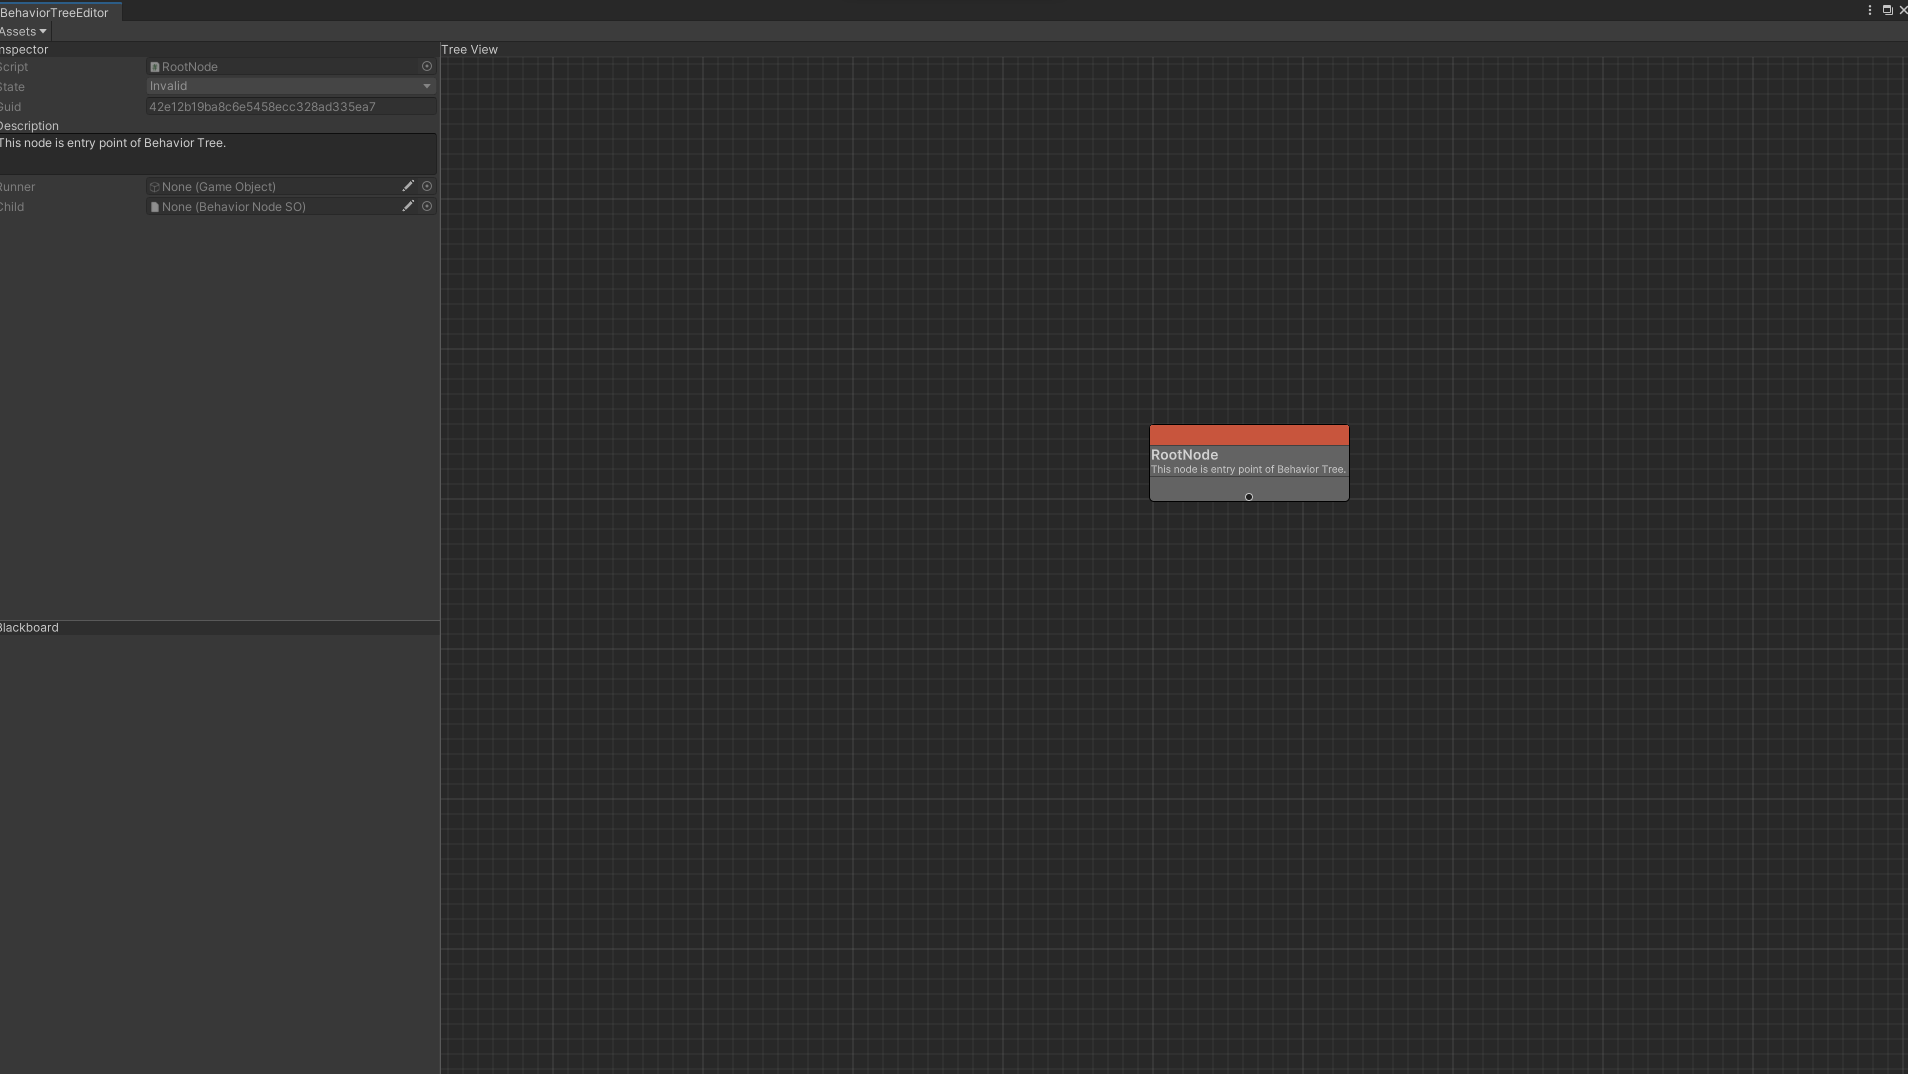 BehaviorTreeEditor
Assets
nspector
Tree View
Script
RootNode
State
Invalid
Guid
42e12b19ba8c6e5458ecc328ad335ea7
Description
This node is entry point of Behavior Tree.
Runner
None (Game Object)
Child
None (Behavior Node SO)
RootNode
This node is entry point of Behavior Tree.
Blackboard